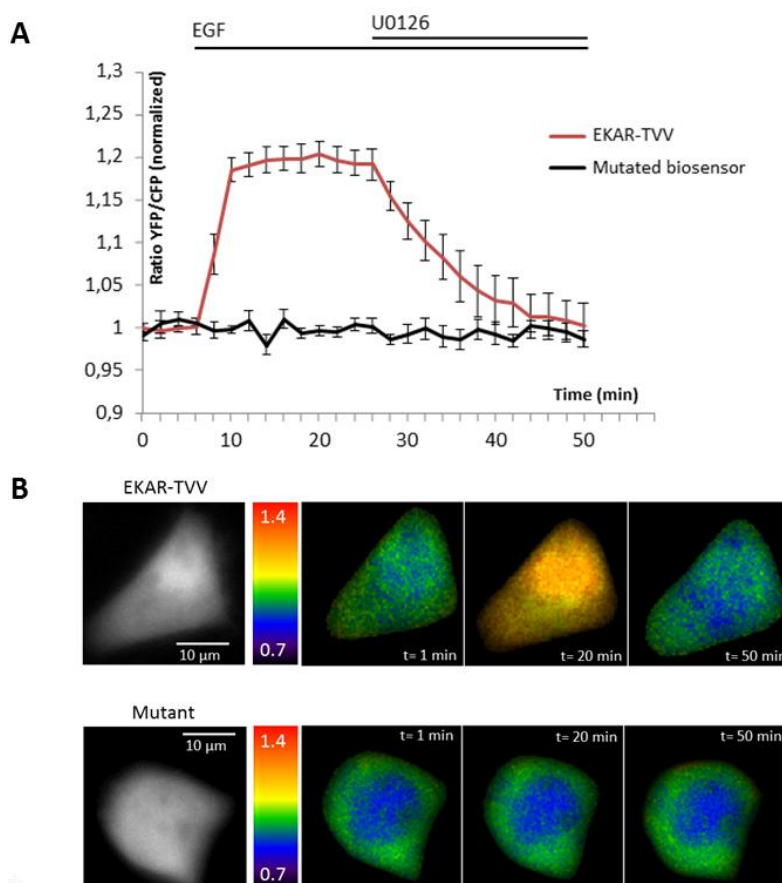 A
EGF
U0126
Ratio YFP/CFP (normalized)
1,3
1,25
1,2
1,15
1,1
1,05
1
0,95
0,9
EKAR-TVV
Mutated biosensor
Time (min)
0
10
20
30
40
50
B
EKAR-TVV
10 µm
1.4
0.7
t= 1 min
t= 20 min
t= 50 min
Mutant
10 µm
1.4
0.7
t= 1 min
t= 20 min
t= 50 min